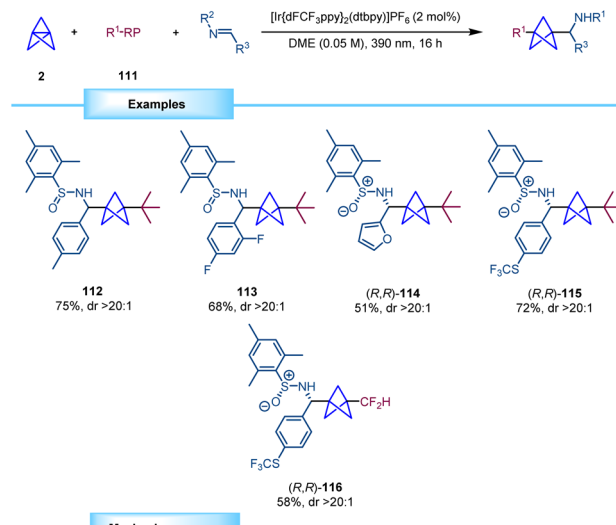 [Ir{dFCF₃ppy}₂(dtbpy)]PF₆ (2 mol%)
DME (0.05 M), 390 nm, 16 h
+ R¹–RP + R² N R³ R¹ NHR¹ R³
2 111
Examples
S NH O
S NH O F F
S⊕ NH O⊖ O
S⊕ NH O⊖ F₃CS
112
75%, dr >20:1
113
68%, dr >20:1
(R,R)-114
51%, dr >20:1
(R,R)-115
72%, dr >20:1
S⊕ NH O⊖ CF₂H F₃CS
(R,R)-116
58%, dr >20:1